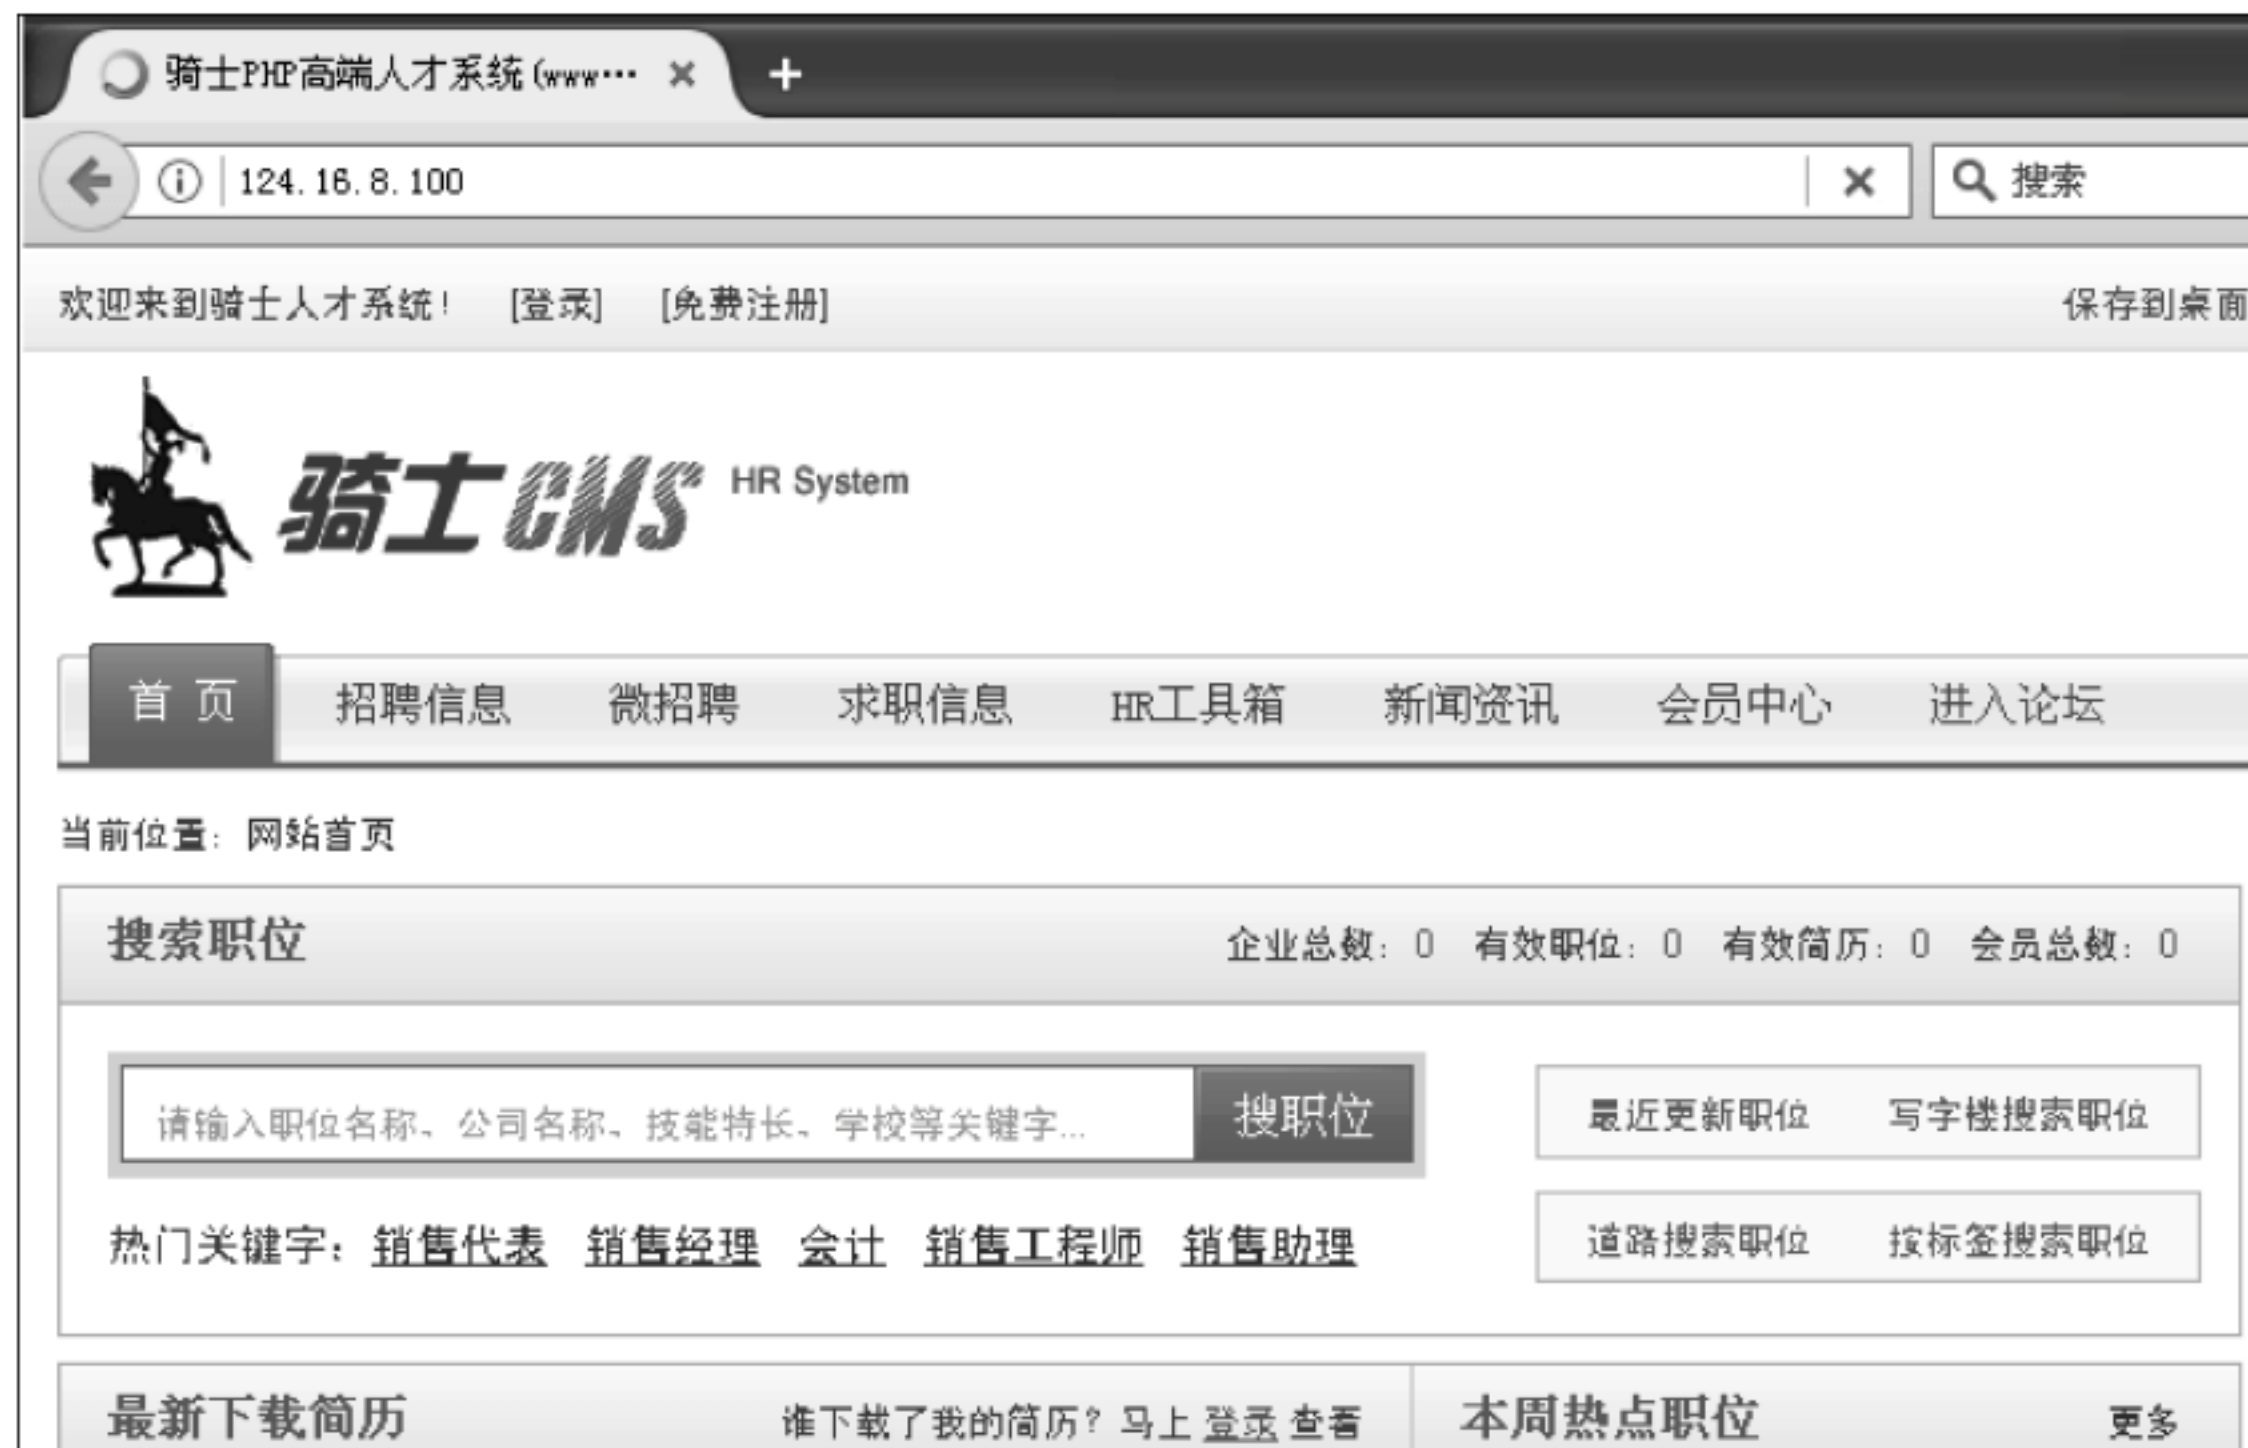 骑士PHP高端人才系统(www…
124.16.8.100
搜索
欢迎来到骑士人才系统! [登录] [免费注册] 保存到桌面
骑士CMS HR System
首 页 招聘信息 微招聘 求职信息 HR工具箱 新闻资讯 会员中心 进入论坛
当前位置: 网站首页
搜索职位 企业总数: 0 有效职位: 0 有效简历: 0 会员总数: 0
请输入职位名称、公司名称、技能特长、学校等关键字... 搜职位 最近更新职位 写字楼搜索职位
热门关键字: 销售代表 销售经理 会计 销售工程师 销售助理 道路搜索职位 按标签搜索职位
最新下载简历 谁下载了我的简历? 马上 登录 查看 本周热点职位 更多